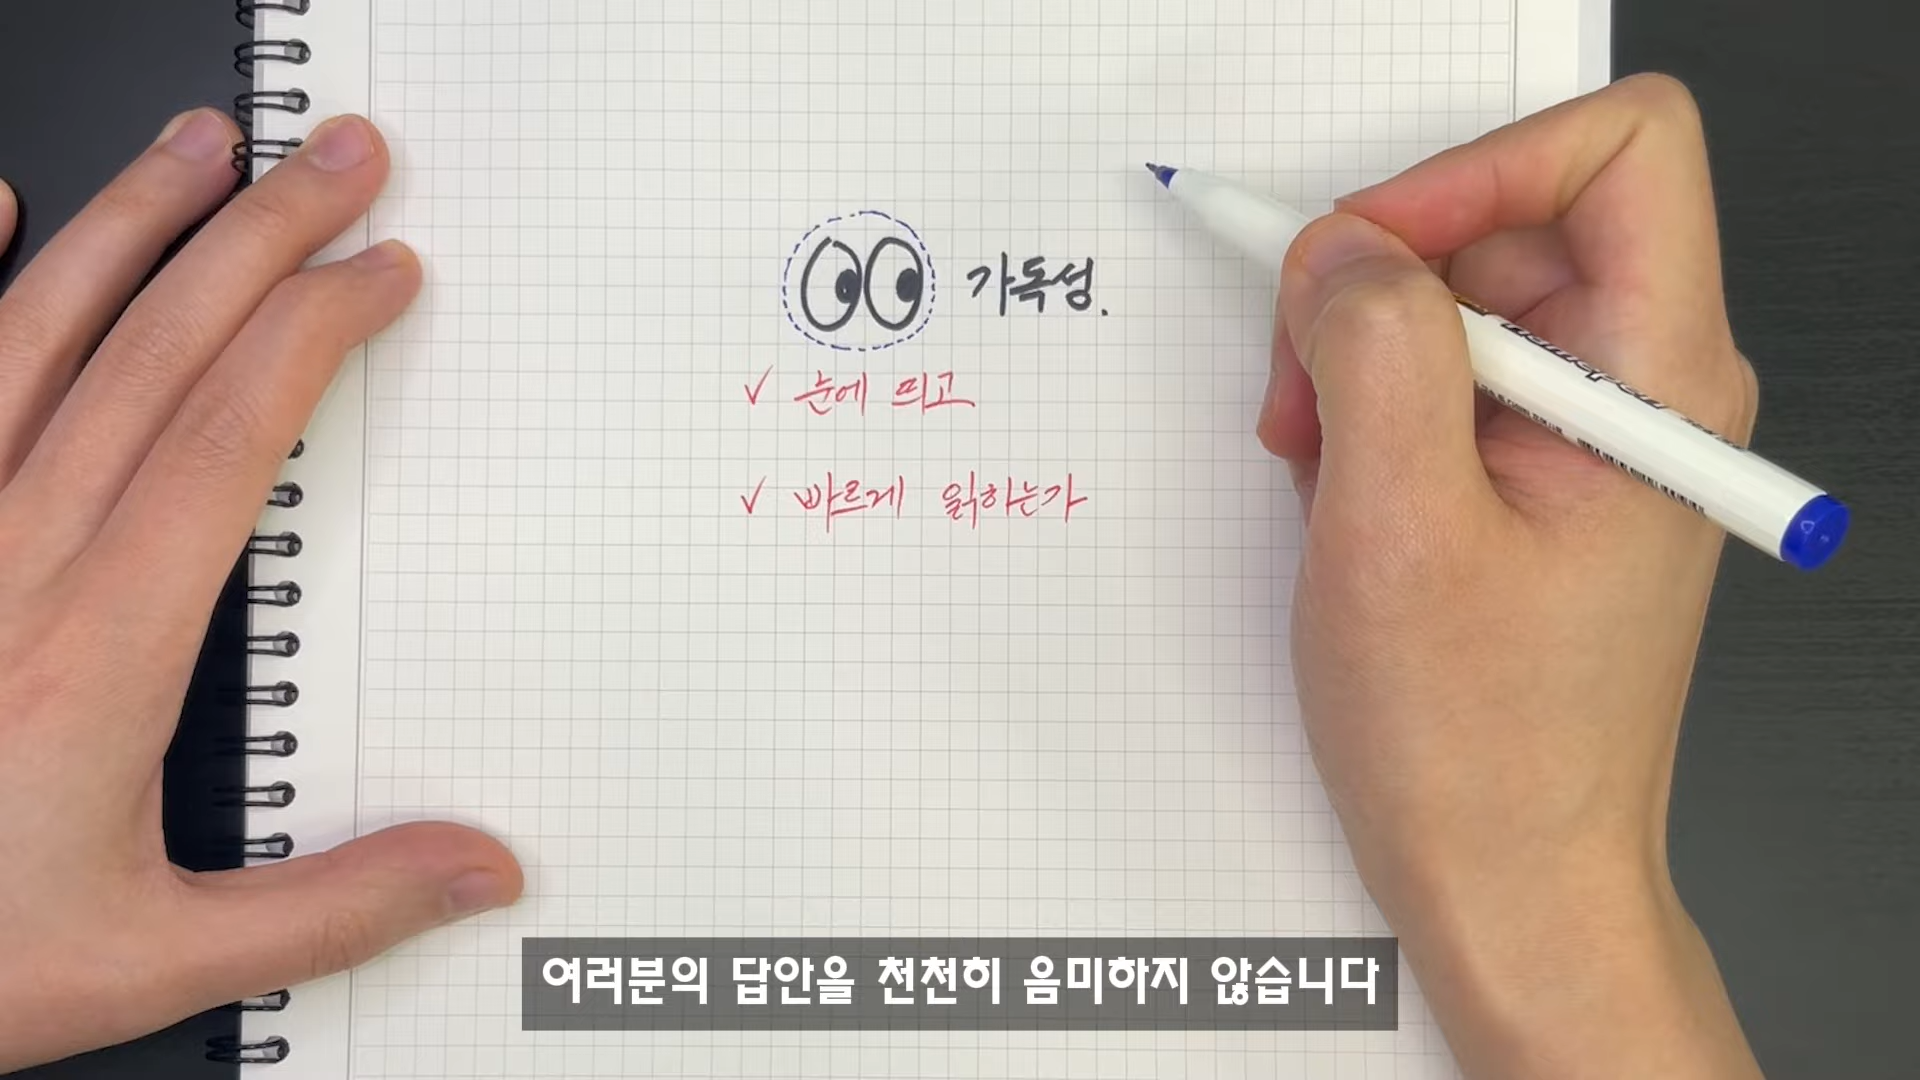 가독성.
✓ 눈에 띄고
✓ 빠르게 읽하는가
여러분의 답안을 천천히 음미하지 않습니다